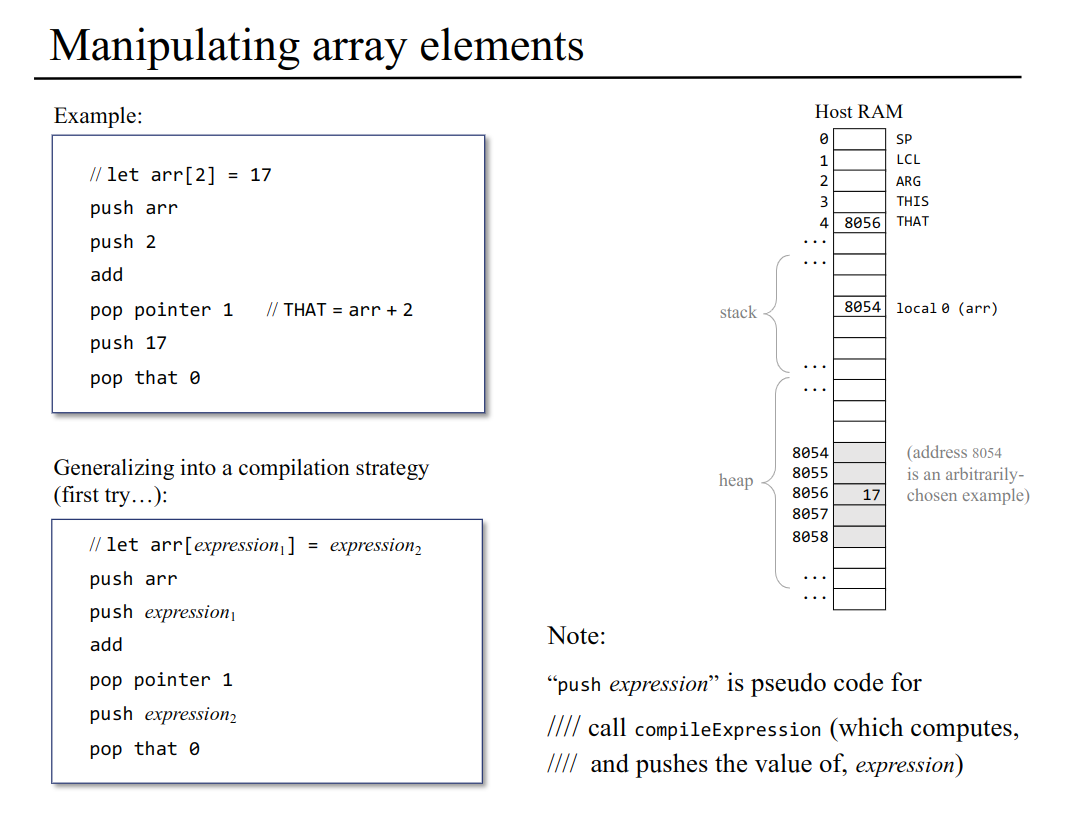 Manipulating array elements
Example:
// let arr[2] = 17
push arr
push 2
add
pop pointer 1 // THAT = arr + 2
push 17
pop that 0
Generalizing into a compilation strategy
(first try…):
// let arr[expression₁] = expression₂
push arr
push expression₁
add
pop pointer 1
push expression₂
pop that 0
Host RAM
0 SP
1 LCL
2 ARG
3 THIS
4 8056 THAT
...
...
stack
8054 local 0 (arr)
...
...
heap
8054 (address 8054
8055 is an arbitrarily-
8056 17 chosen example)
8057
8058
...
...
Note:
“push expression” is pseudo code for
//// call compileExpression (which computes,
//// and pushes the value of, expression)